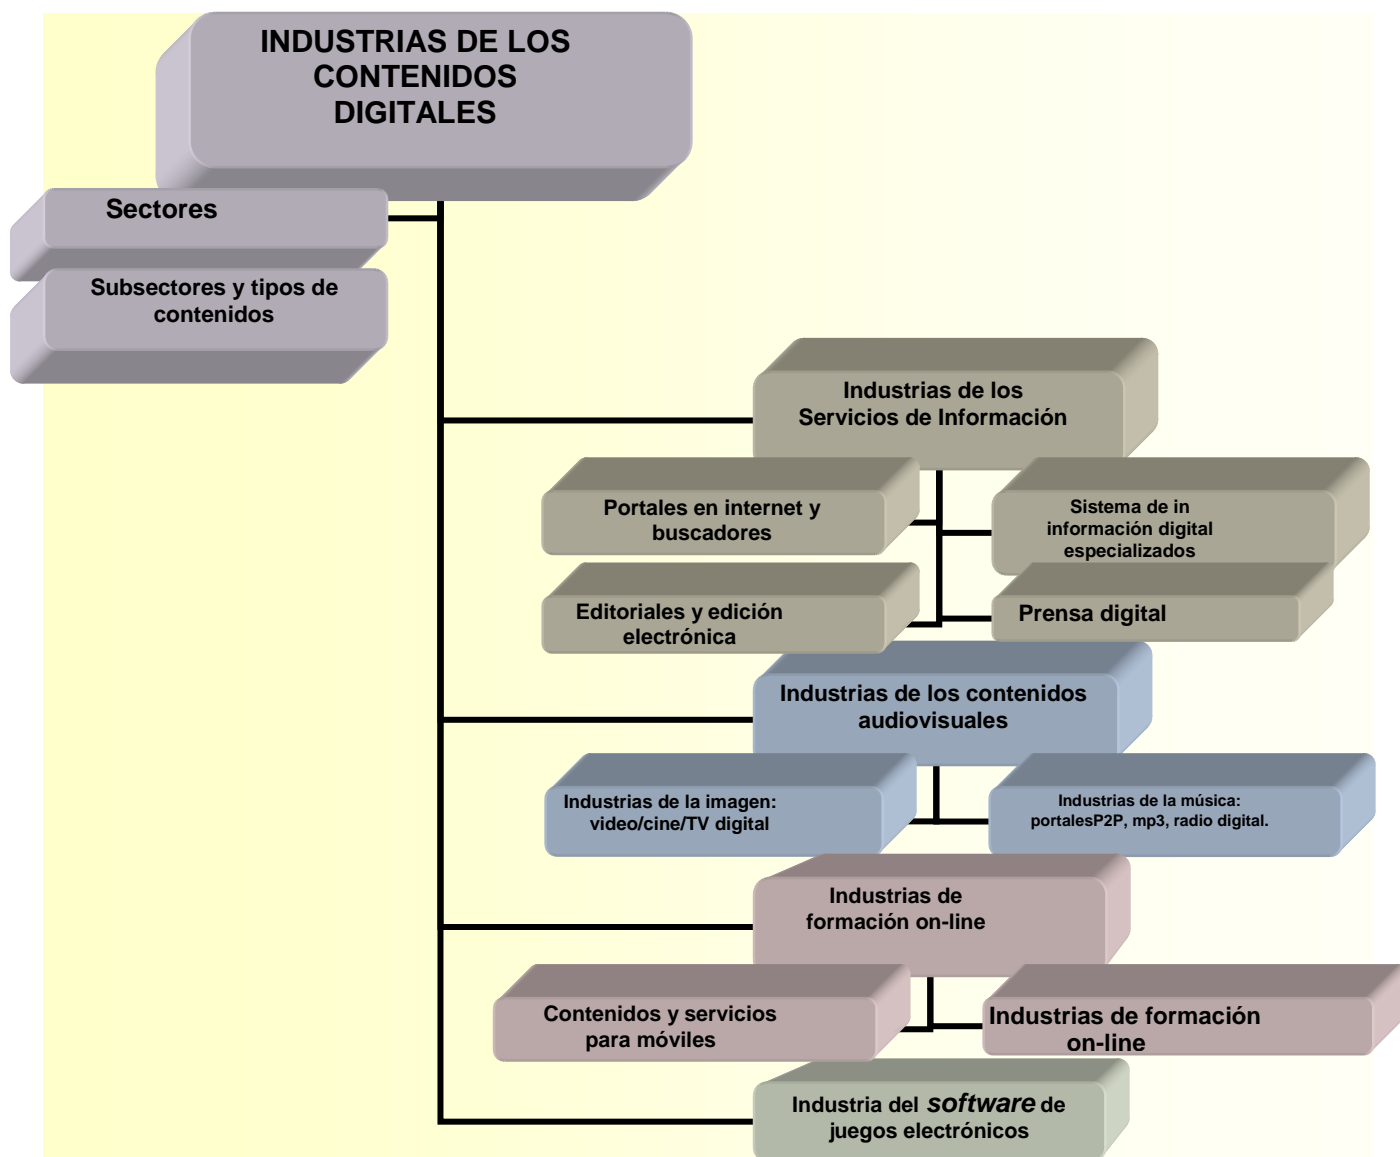 INDUSTRIAS DE LOS
CONTENIDOS
DIGITALES
Sectores
Subsectores y tipos de
contenidos
Industrias de los
Servicios de Información
Portales en internet y
buscadores
Sistema de in
información digital
especializados
Editoriales y edición
electrónica
Prensa digital
Industrias de los contenidos
audiovisuales
Industrias de la imagen:
video/cine/TV digital
Industrias de la música:
portalesP2P, mp3, radio digital.
Industrias de
formación on-line
Contenidos y servicios
para móviles
Industrias de formación
on-line
Industria del software de
juegos electrónicos